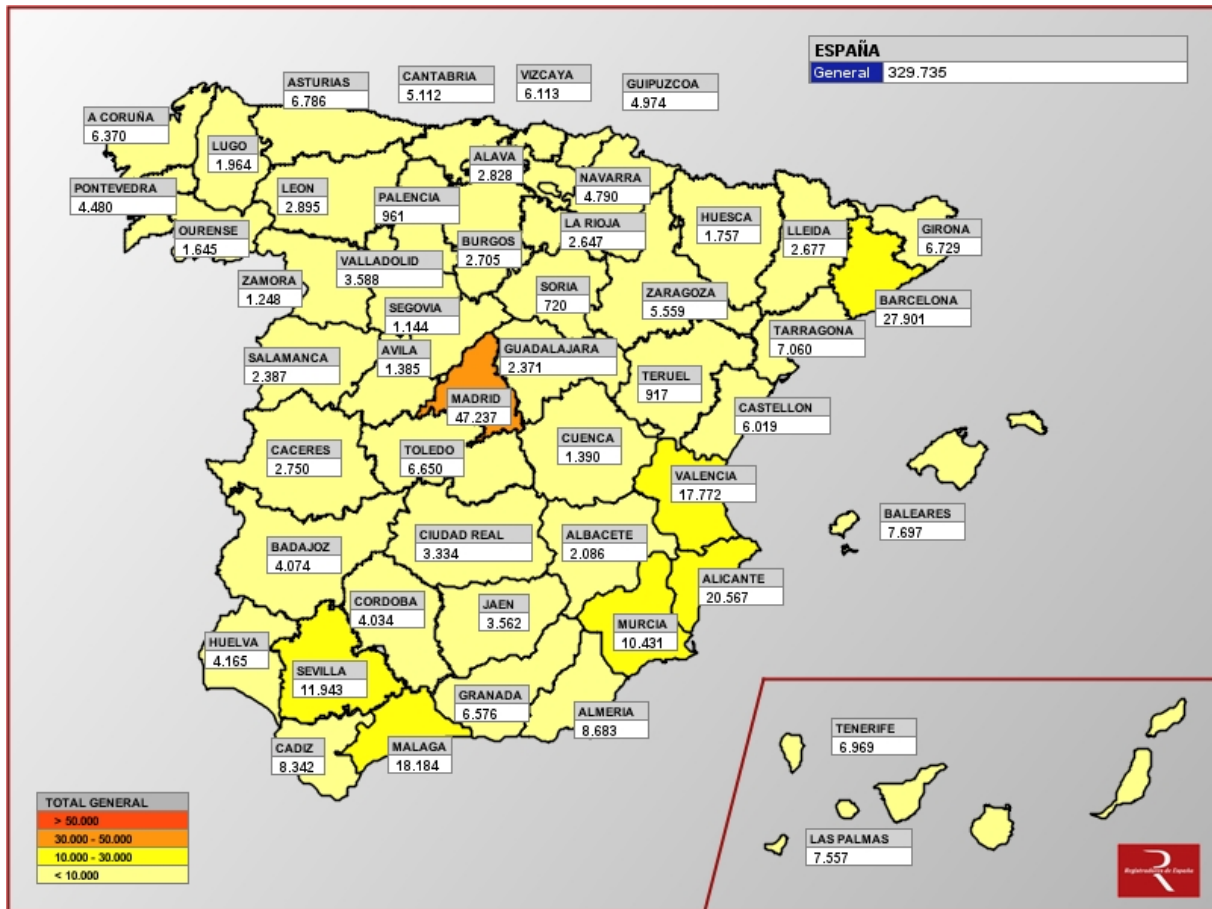 ESPAÑA
General 329.735
ASTURIAS
6.786
CANTABRIA
5.112
VIZCAYA
6.113
GUIPUZCOA
4.974
A CORUÑA
6.370
LUGO
1.964
ALAVA
2.828
NAVARRA
4.790
PONTEVEDRA
4.480
LEON
2.895
PALENCIA
961
LA RIOJA
2.647
HUESCA
1.757
LLEIDA
2.677
GIRONA
6.729
OURENSE
1.645
BURGOS
2.705
VALLADOLID
3.588
ZAMORA
1.248
SORIA
720
ZARAGOZA
5.559
BARCELONA
27.901
SEGOVIA
1.144
TARRAGONA
7.060
SALAMANCA
2.387
AVILA
1.385
GUADALAJARA
2.371
TERUEL
917
MADRID
47.237
CASTELLON
6.019
CACERES
2.750
TOLEDO
6.650
CUENCA
1.390
VALENCIA
17.772
BALEARES
7.697
BADAJOZ
4.074
CIUDAD REAL
3.334
ALBACETE
2.086
ALICANTE
20.567
CORDOBA
4.034
JAEN
3.562
MURCIA
10.431
HUELVA
4.165
SEVILLA
11.943
GRANADA
6.576
ALMERIA
8.683
CADIZ
8.342
MALAGA
18.184
TENERIFE
6.969
LAS PALMAS
7.557
TOTAL GENERAL
> 50.000
30.000 - 50.000
10.000 - 30.000
< 10.000
R
Registradores de España